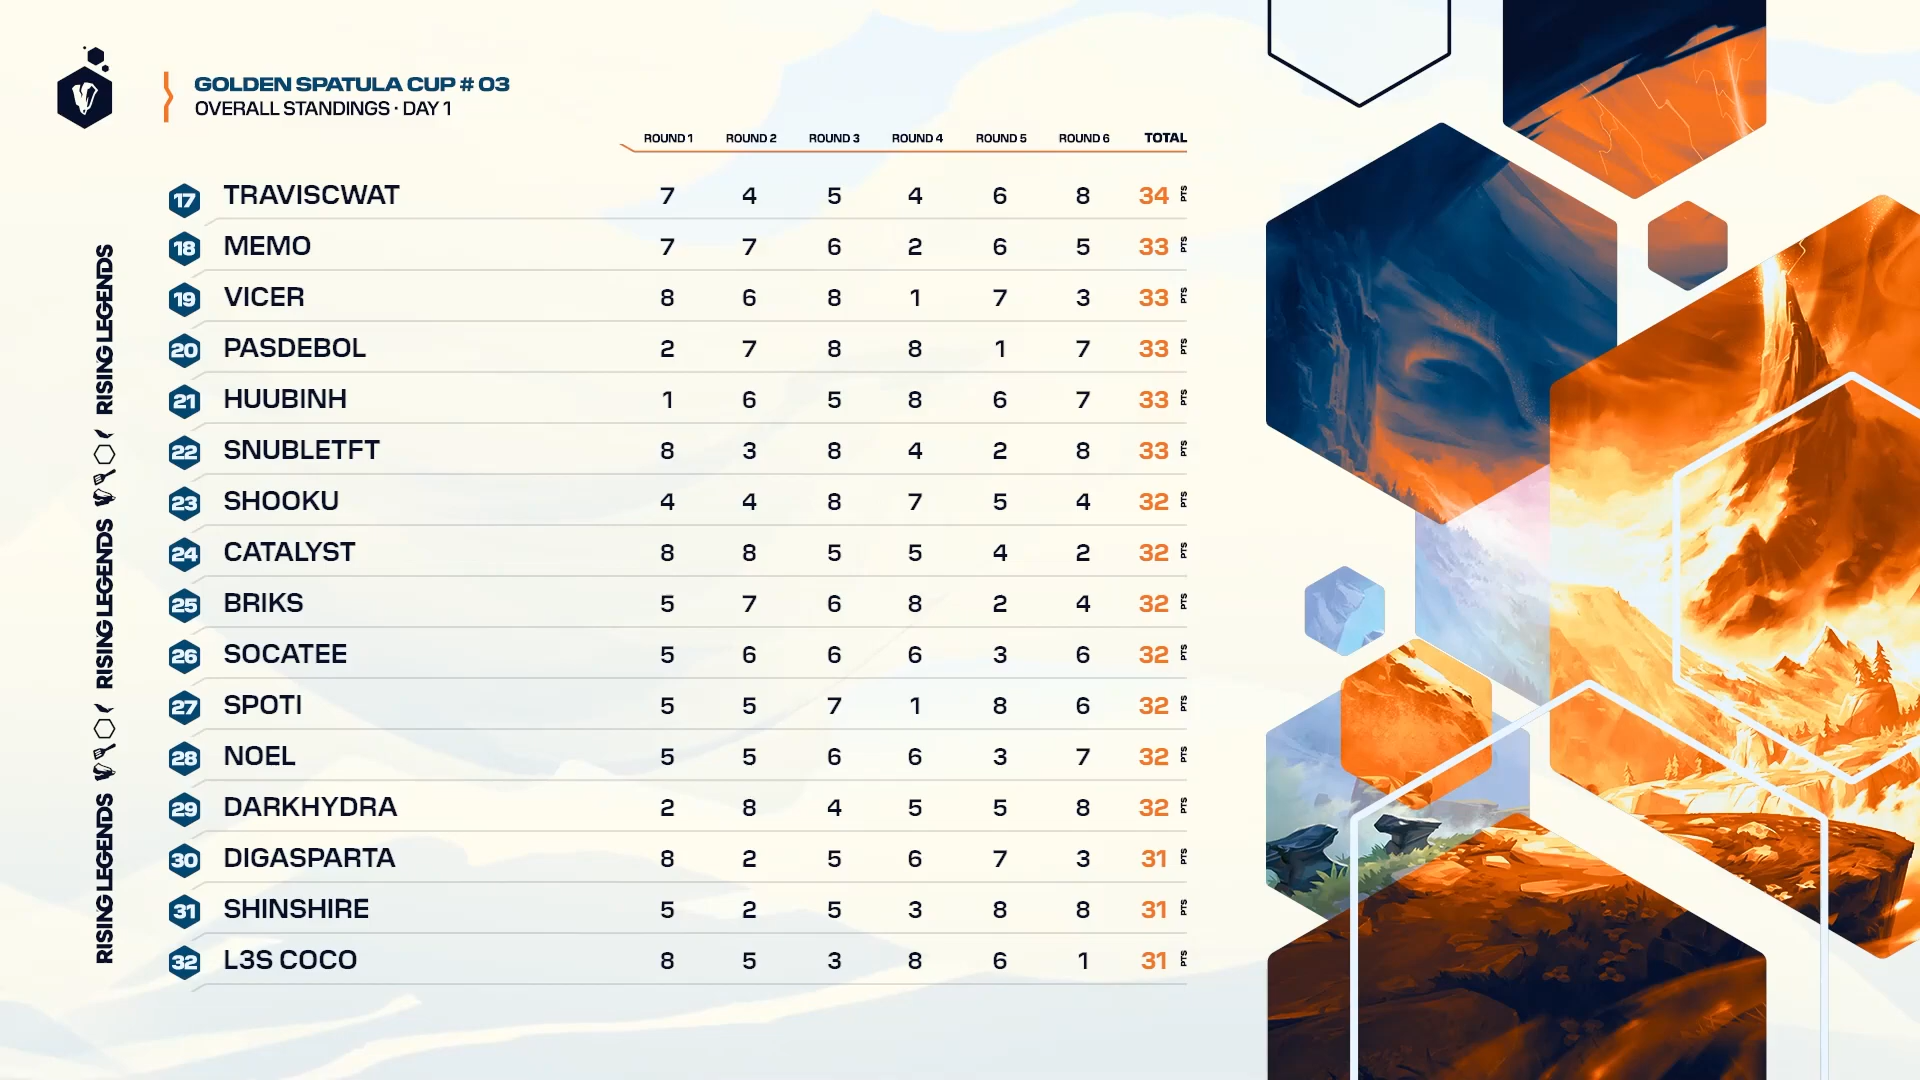 GOLDEN SPATULA CUP # 03
OVERALL STANDINGS · DAY 1
ROUND 1 ROUND 2 ROUND 3 ROUND 4 ROUND 5 ROUND 6 TOTAL
17 TRAVISCWAT 7 4 5 4 6 8 34 PTS
18 MEMO 7 7 6 2 6 5 33 PTS
19 VICER 8 6 8 1 7 3 33 PTS
20 PASDEBOL 2 7 8 8 1 7 33 PTS
21 HUUBINH 1 6 5 8 6 7 33 PTS
22 SNUBLETFT 8 3 8 4 2 8 33 PTS
23 SHOOKU 4 4 8 7 5 4 32 PTS
24 CATALYST 8 8 5 5 4 2 32 PTS
25 BRIKS 5 7 6 8 2 4 32 PTS
26 SOCATEE 5 6 6 6 3 6 32 PTS
27 SPOTI 5 5 7 1 8 6 32 PTS
28 NOEL 5 5 6 6 3 7 32 PTS
29 DARKHYDRA 2 8 4 5 5 8 32 PTS
30 DIGASPARTA 8 2 5 6 7 3 31 PTS
31 SHINSHIRE 5 2 5 3 8 8 31 PTS
32 L3S COCO 8 5 3 8 6 1 31 PTS
RISING LEGENDS RISING LEGENDS RISING LEGENDS